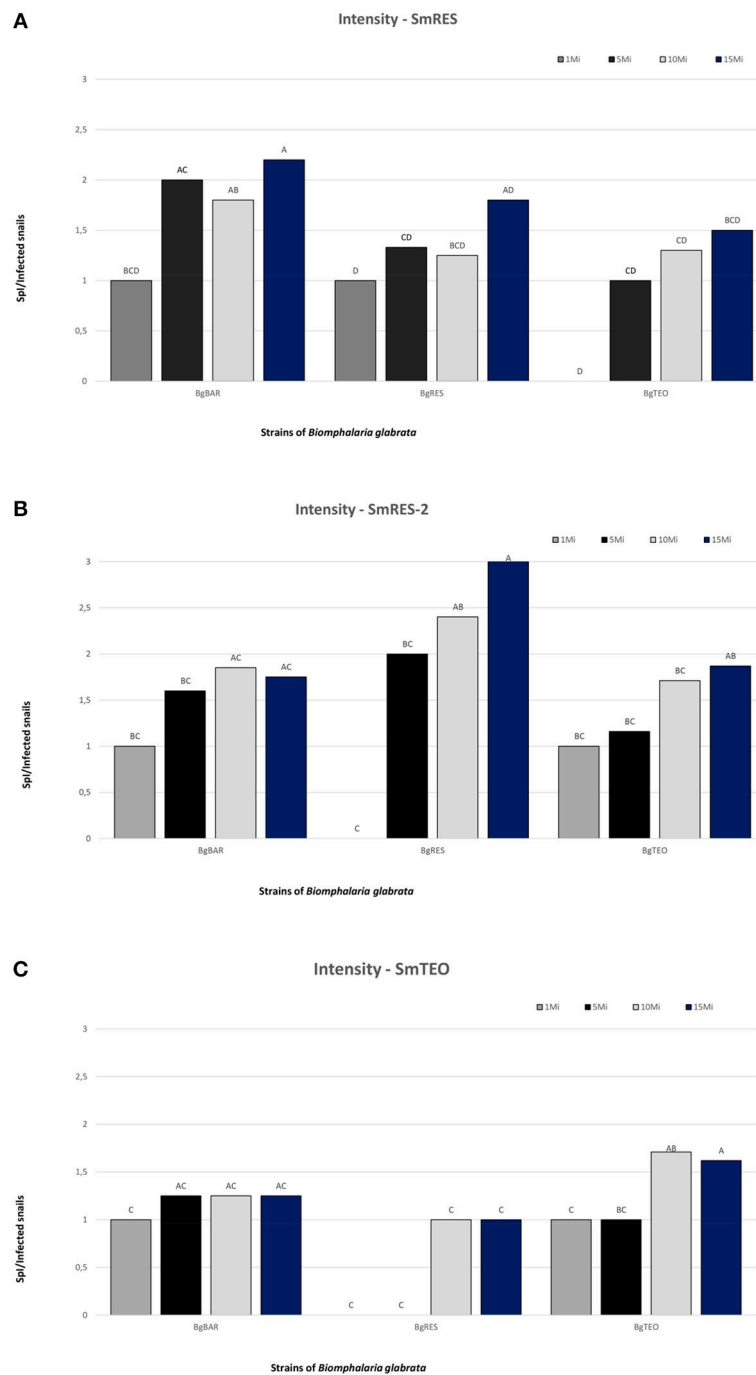 A
Intensity - SmRES
1Mi 5Mi 10Mi 15Mi
3
2,5
2
1,5
1
0,5
0
Spl/Infected snails
BCD AC AB A
D CD BCD AD
D CD CD BCD
BgBAR BgRES BgTEO
Strains of Biomphalaria glabrata
B
Intensity - SmRES-2
1Mi 5Mi 10Mi 15Mi
3
2,5
2
1,5
1
0,5
0
Spl/Infected snails
BC BC AC AC
C BC AB A
BC BC BC AB
BgBAR BgRES BgTEO
Strains of Biomphalaria glabrata
C
Intensity - SmTEO
1Mi 5Mi 10Mi 15Mi
3
2,5
2
1,5
1
0,5
0
Spl/Infected snails
C AC AC AC
C C C C
C BC AB A
BgBAR BgRES BgTEO
Strains of Biomphalaria glabrata